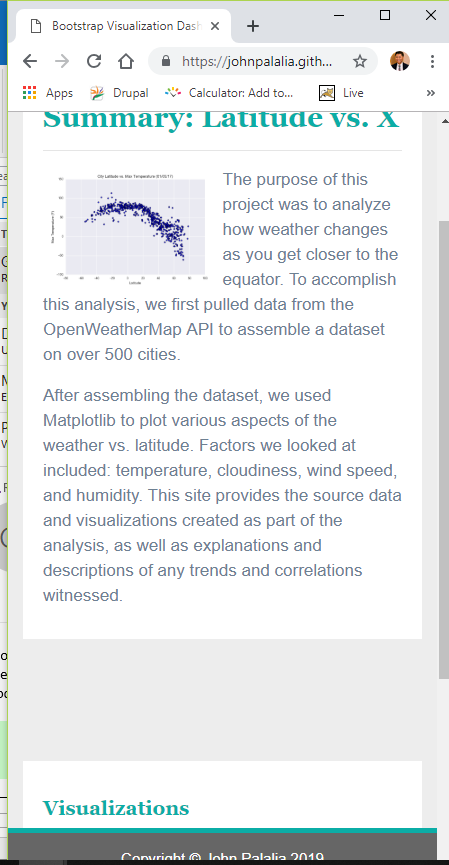 Bootstrap Visualization Dash
https://johnpalalia.gith...
Apps
Drupal
Calculator: Add to...
Live
»
Summary: Latitude vs. X
City Latitude vs. Max Temperature
Max Temperature (F)
Latitude
The purpose of this
project was to analyze
how weather changes
as you get closer to the
equator. To accomplish
this analysis, we first pulled data from the
OpenWeatherMap API to assemble a dataset
on over 500 cities.
After assembling the dataset, we used
Matplotlib to plot various aspects of the
weather vs. latitude. Factors we looked at
included: temperature, cloudiness, wind speed,
and humidity. This site provides the source data
and visualizations created as part of the
analysis, as well as explanations and
descriptions of any trends and correlations
witnessed.
Visualizations
Copyright © John Palalia 2019